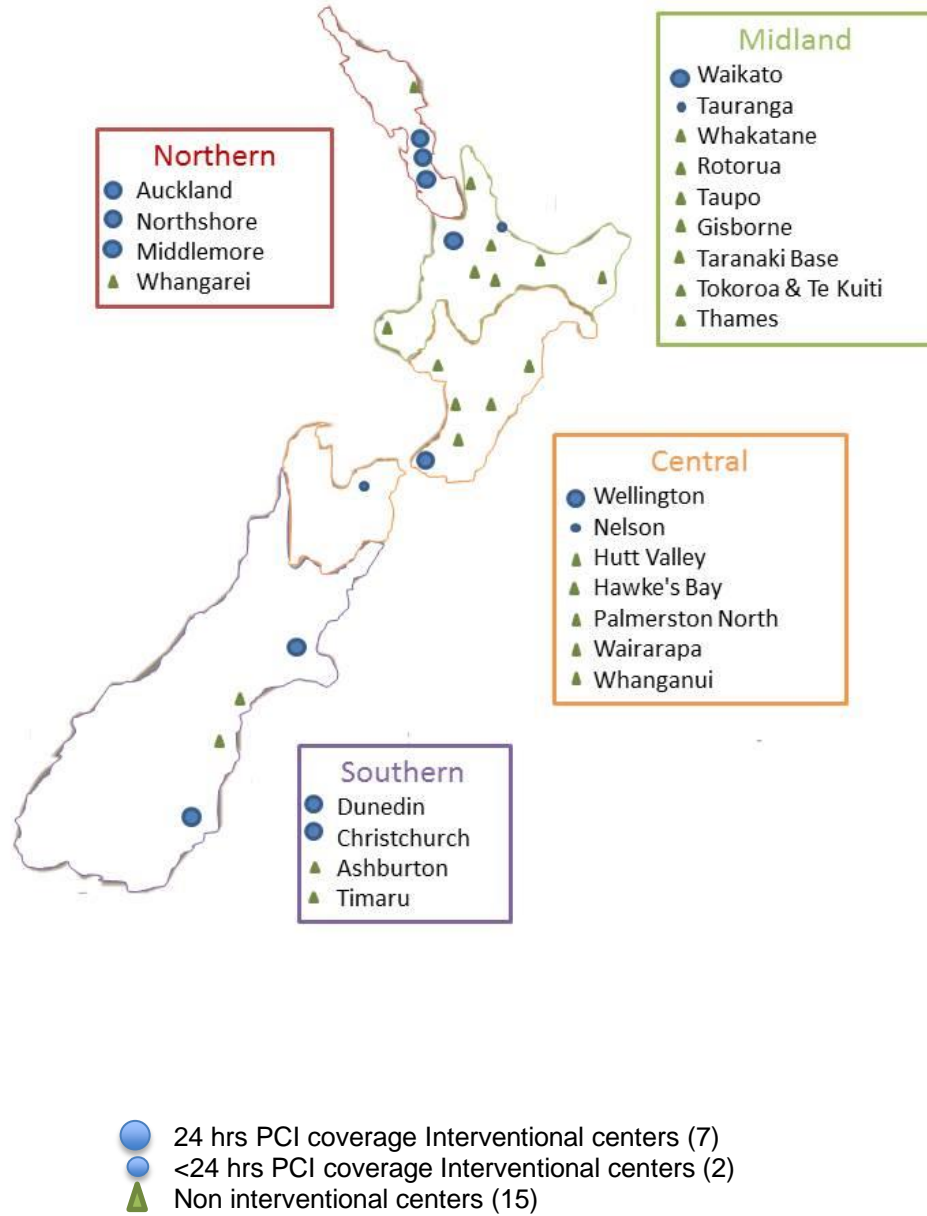 Midland
Waikato
Tauranga
Whakatane
Rotorua
Taupo
Gisborne
Taranaki Base
Tokoroa & Te Kuiti
Thames
Northern
Auckland
Northshore
Middlemore
Whangarei
Central
Wellington
Nelson
Hutt Valley
Hawke's Bay
Palmerston North
Wairarapa
Whanganui
Southern
Dunedin
Christchurch
Ashburton
Timaru
24 hrs PCI coverage Interventional centers (7)
<24 hrs PCI coverage Interventional centers (2)
Non interventional centers (15)